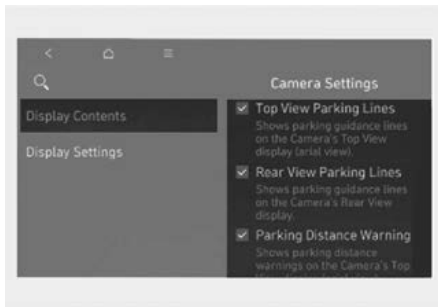 Camera Settings
Display Contents
Display Settings
Top View Parking Lines
Shows parking guidance lines
on the Camera's Top View
display (arial view).
Rear View Parking Lines
Shows parking guidance lines
on the Camera's Rear View
display.
Parking Distance Warning
Shows parking distance
warnings on the Camera's Top